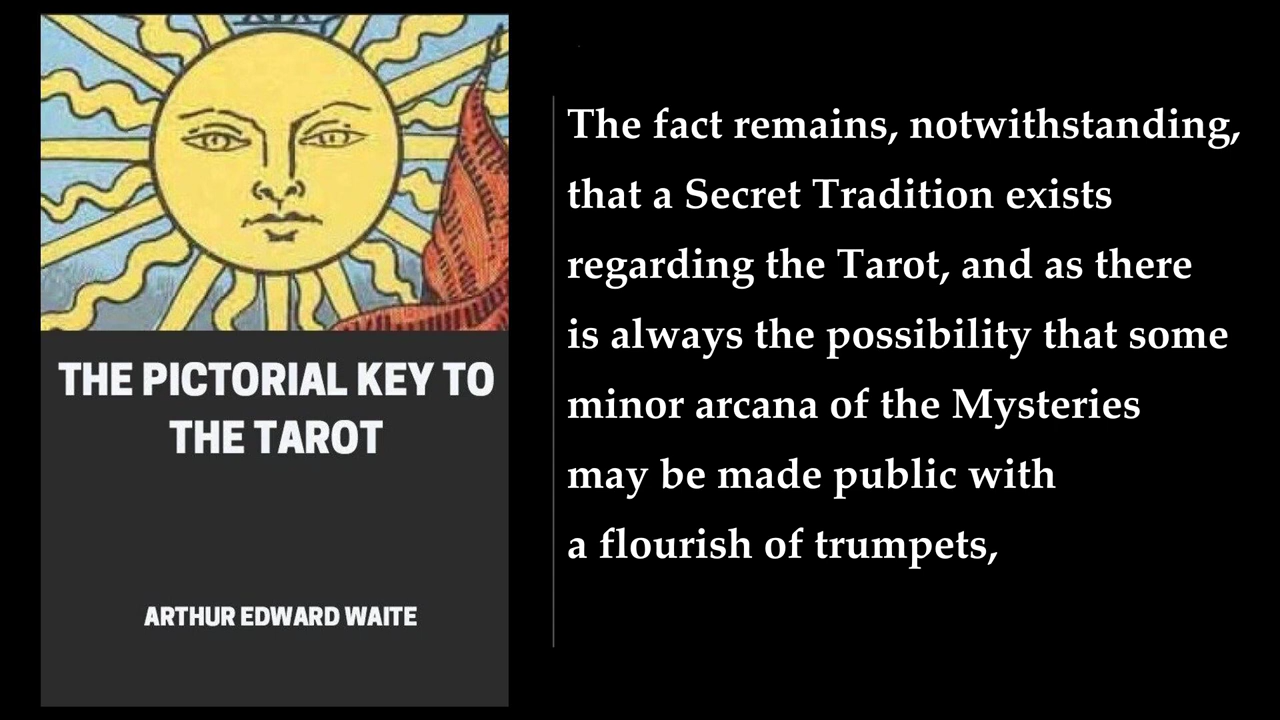 XIX
THE PICTORIAL KEY TO
THE TAROT
ARTHUR EDWARD WAITE
The fact remains, notwithstanding,
that a Secret Tradition exists
regarding the Tarot, and as there
is always the possibility that some
minor arcana of the Mysteries
may be made public with
a flourish of trumpets,